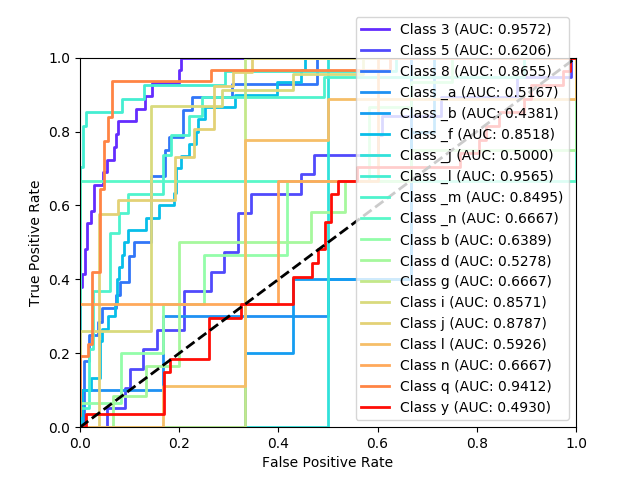 Class 3 (AUC: 0.9572)
Class 5 (AUC: 0.6206)
Class 8 (AUC: 0.8655)
Class _a (AUC: 0.5167)
Class _b (AUC: 0.4381)
Class _f (AUC: 0.8518)
Class _j (AUC: 0.5000)
Class _l (AUC: 0.9565)
Class _m (AUC: 0.8495)
Class _n (AUC: 0.6667)
Class b (AUC: 0.6389)
Class d (AUC: 0.5278)
Class g (AUC: 0.6667)
Class i (AUC: 0.8571)
Class j (AUC: 0.8787)
Class l (AUC: 0.5926)
Class n (AUC: 0.6667)
Class q (AUC: 0.9412)
Class y (AUC: 0.4930)
1.0
0.8
0.6
0.4
0.2
0.0
True Positive Rate
0.0 0.2 0.4 0.6 0.8 1.0
False Positive Rate